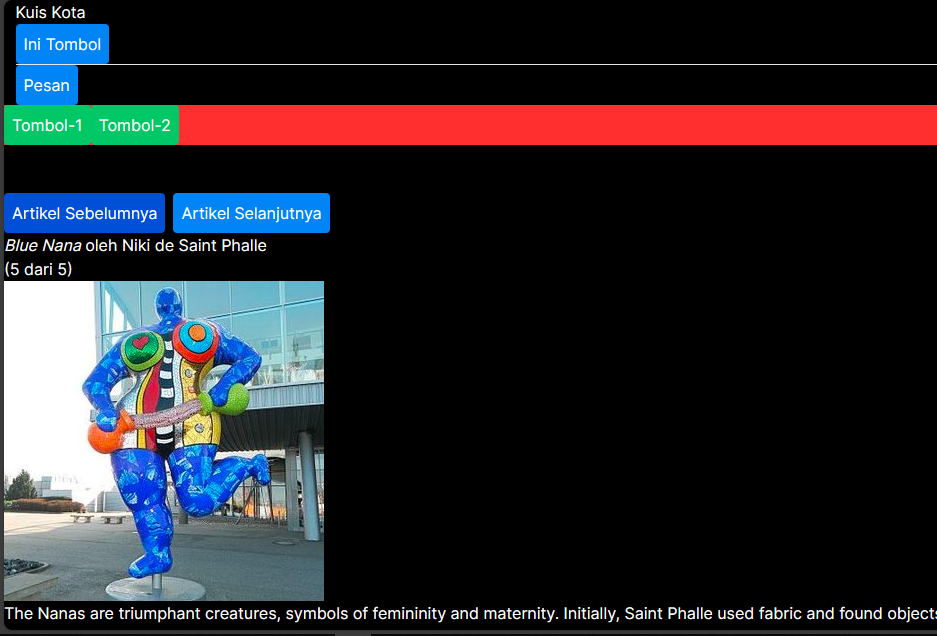 Kuis Kota
Ini Tombol
Pesan
Tombol-1 Tombol-2
Artikel Sebelumnya Artikel Selanjutnya
Blue Nana oleh Niki de Saint Phalle
(5 dari 5)
The Nanas are triumphant creatures, symbols of femininity and maternity. Initially, Saint Phalle used fabric and found objects